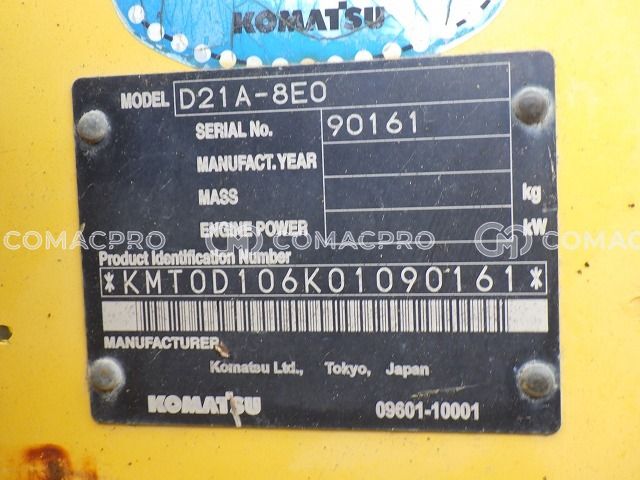 KOMATSU
MODEL D21A-8E0
SERIAL No. 90161
MANUFACT.YEAR
MASS kg
ENGINE POWER kW
COMACPRO COMACPRO COMACPRO
Product Identification Number
*KMT0D106K01090161*
MANUFACTURER
Komatsu Ltd., Tokyo, Japan
KOMATSU 09601-10001